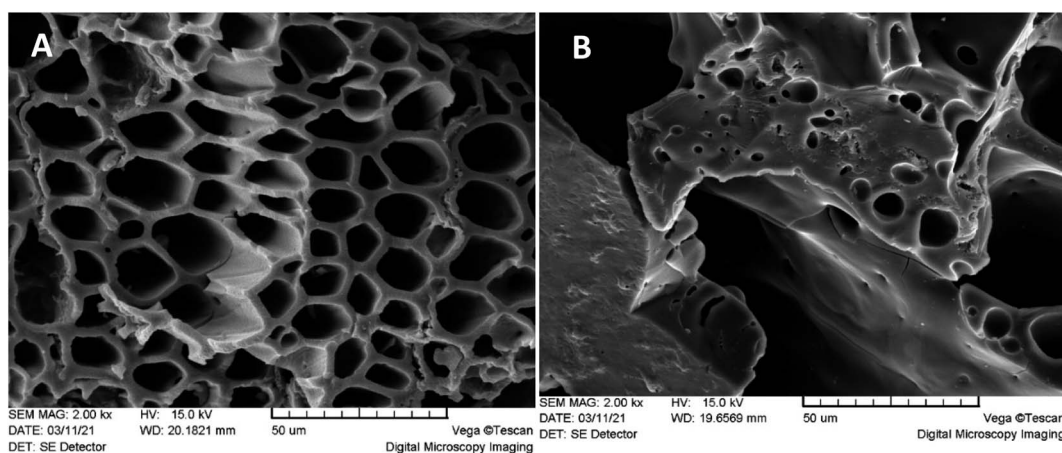 A
SEM MAG: 2.00 kx HV: 15.0 kV
DATE: 03/11/21 WD: 20.1821 mm 50 um Vega ©Tescan
DET: SE Detector Digital Microscopy Imaging
B
SEM MAG: 2.00 kx HV: 15.0 kV
DATE: 03/11/21 WD: 19.6569 mm 50 um Vega ©Tescan
DET: SE Detector Digital Microscopy Imaging